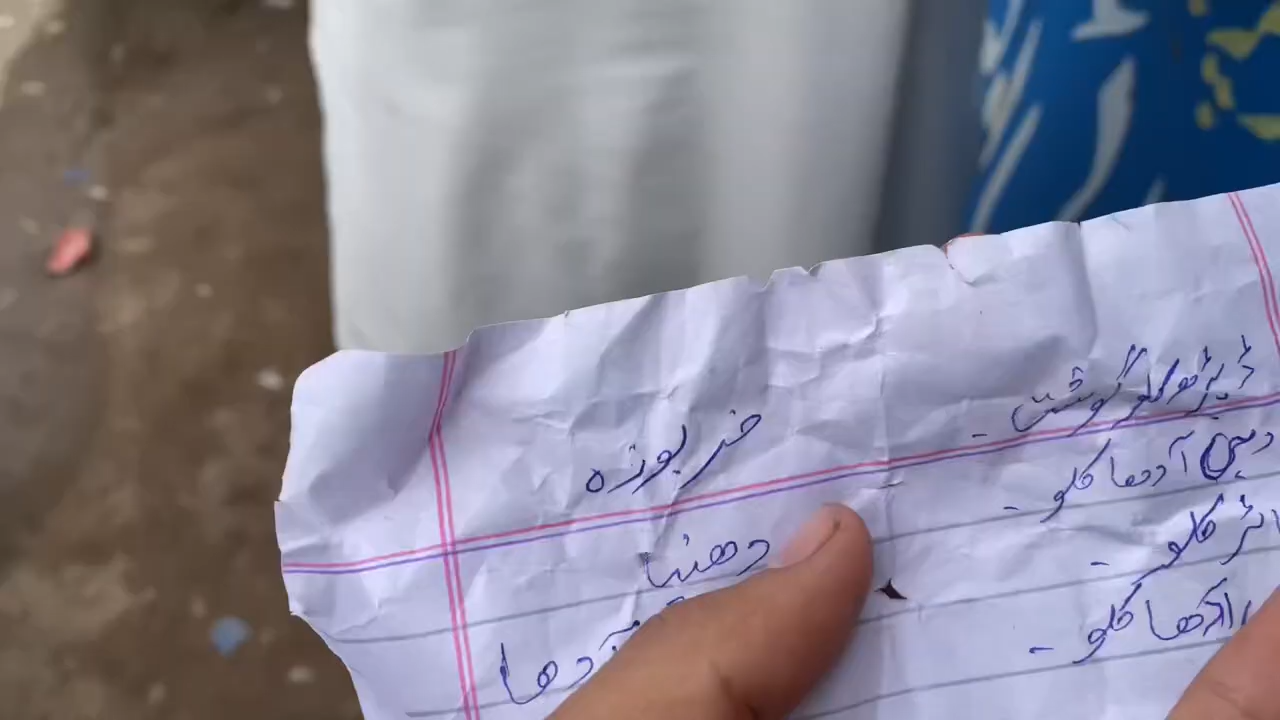 ڈیڑھ کلو گوشت -
دہی آدھا کلو -
کلو -
آدھا کلو -
خربوزہ
دھنیا
آدھا